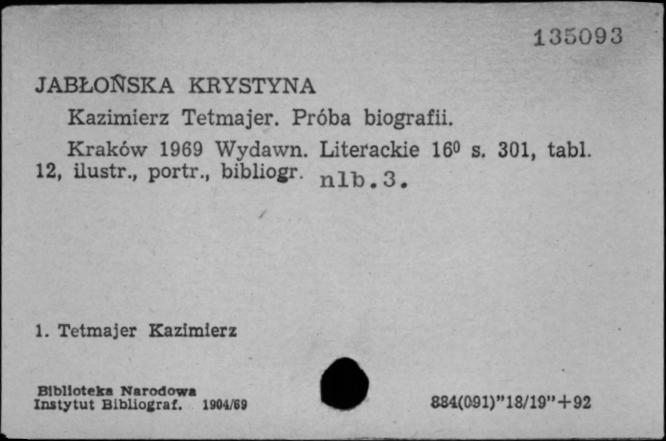 135093
JABŁOŃSKA KRYSTYNA
Kazimierz Tetmajer. Próba biografii.
Kraków 1969 Wydawn. Literackie 16⁰ s. 301, tabl.
12, ilustr., portr., bibliogr. nlb.3.
1. Tetmajer Kazimierz
Biblioteka Narodowa
Instytut Bibliograf. 1904/69
884(091)"18/19"+92